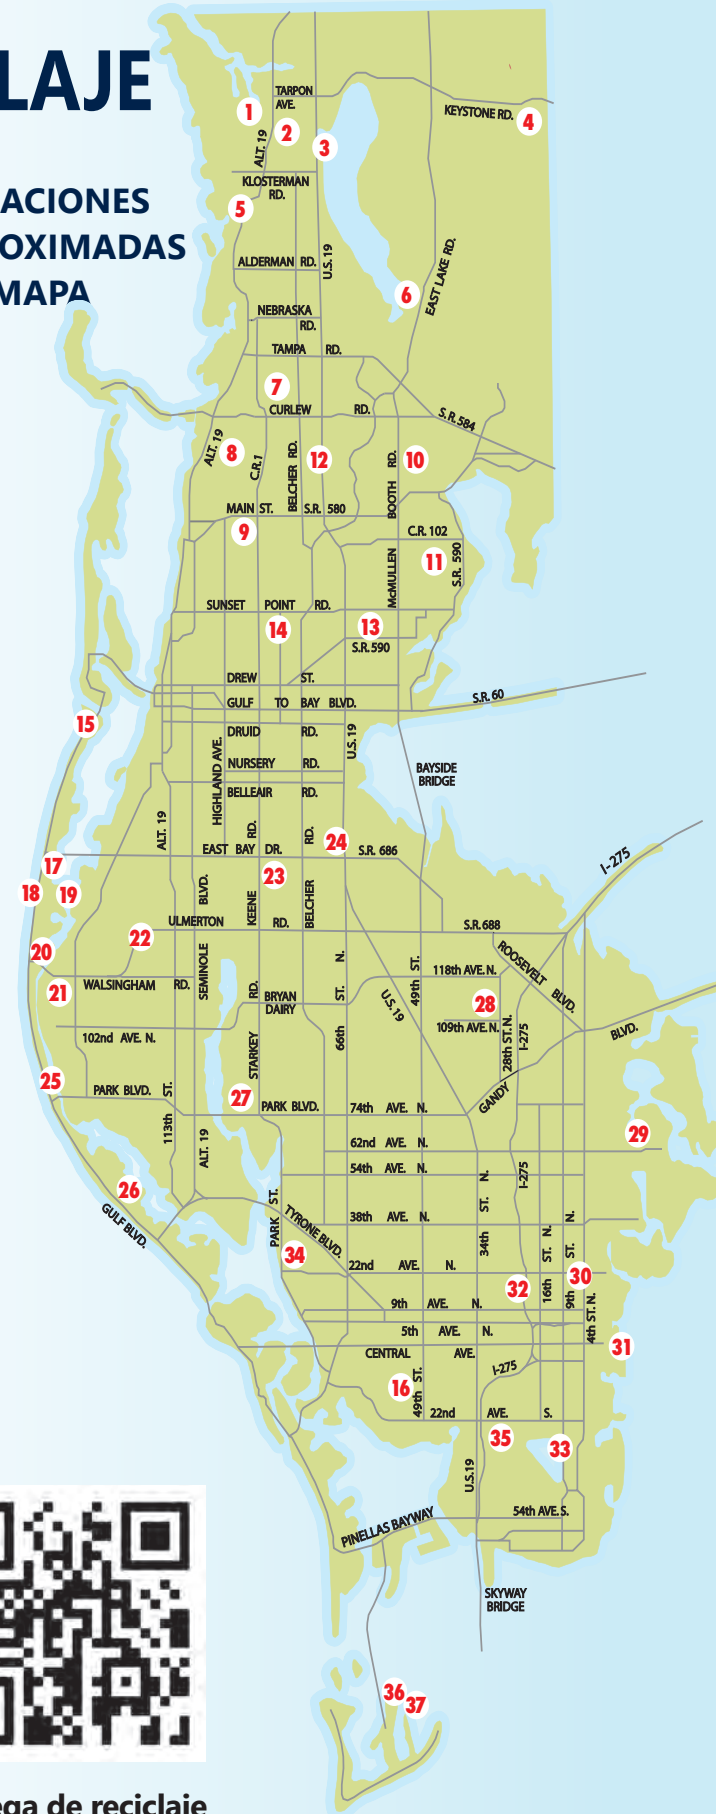 LAJE
ACIONES
OXIMADAS
MAPA
TARPON
AVE.
KEYSTONE RD.
1
2
3
4
ALT. 19
KLOSTERMAN
RD.
5
ALDERMAN RD.
U.S.19
EAST LAKE RD.
6
NEBRASKA
RD.
TAMPA RD.
7
CURLEW RD.
S.R. 584
ALT. 19
8
C.R.1
BELCHER RD.
12
BOOTH RD.
10
MAIN ST. S.R. 580
9
C.R. 102
McMULLEN
11
S.R. 590
SUNSET POINT RD.
14
13
S.R.590
DREW ST.
GULF TO BAY BLVD.
S.R. 60
15
DRUID RD.
U.S.19
HIGHLAND AVE.
NURSERY RD.
BAYSIDE
BRIDGE
BELLEAIR RD.
ALT. 19
RD.
RD.
24
EAST BAY DR.
S.R. 686
I-275
17
18
19
23
BLVD.
KEENE
BELCHER
ULMERTON RD.
S.R.688
22
20
SEMINOLE
N.
49th ST.
118th AVE. N.
ROOSEVELT BLVD.
WALSINGHAM RD.
21
RD.
BRYAN
DAIRY
ST.
U.S.19
28
109th AVE. N.
28th ST. N.
I-275
BLVD.
102nd AVE. N.
STARKEY
66th
25
PARK BLVD.
ST.
27
PARK BLVD.
74th AVE. N.
GANDY
113th
ALT. 19
62nd AVE. N.
29
54th AVE. N.
I-275
26
GULF BLVD.
ST.
PARK
TYRONE BLVD.
38th AVE. N.
34th ST. N.
16th ST. N.
9th ST. N.
34
22nd AVE. N.
32
30
9th AVE. N.
4th ST. N.
5th AVE. N.
31
CENTRAL AVE.
I-275
16
49th ST.
22nd AVE. S.
35
33
U.S.19
54th AVE. S.
PINELLAS BAYWAY
SKYWAY
BRIDGE
36
37
ega de reciclaje